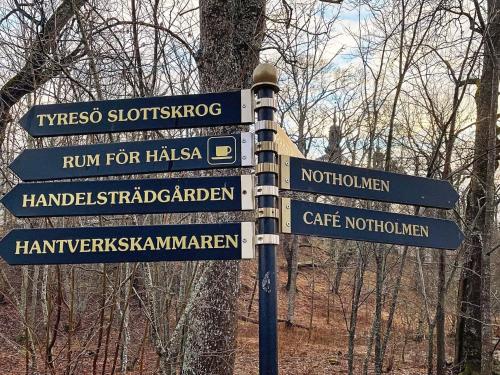 TYRESÖ SLOTTSKROG
RUM FÖR HÄLSA
HANDELSTRÄDGÅRDEN
HANTVERKSKAMMAREN
NOTHOLMEN
CAFÉ NOTHOLMEN